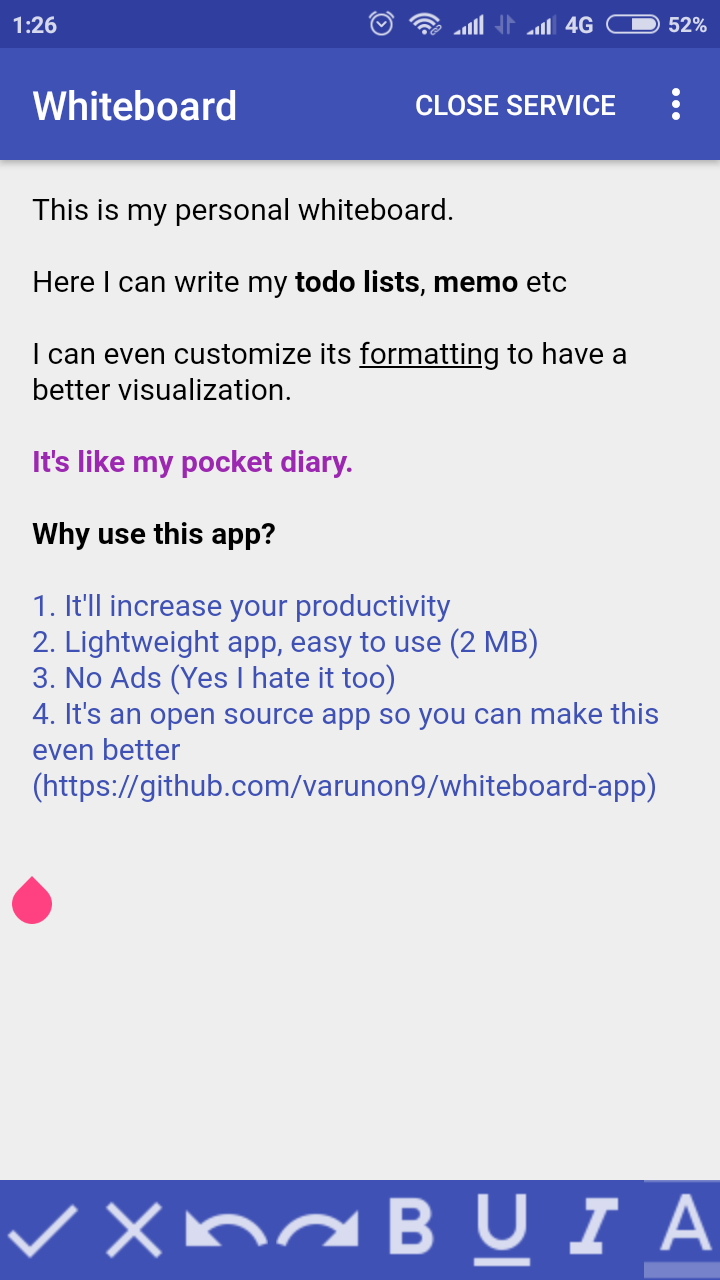 1:26 4G 52%
Whiteboard CLOSE SERVICE
This is my personal whiteboard.
Here I can write my todo lists, memo etc
I can even customize its formatting to have a
better visualization.
It's like my pocket diary.
Why use this app?
1. It'll increase your productivity
2. Lightweight app, easy to use (2 MB)
3. No Ads (Yes I hate it too)
4. It's an open source app so you can make this
even better
(https://github.com/varunon9/whiteboard-app)
B U I A